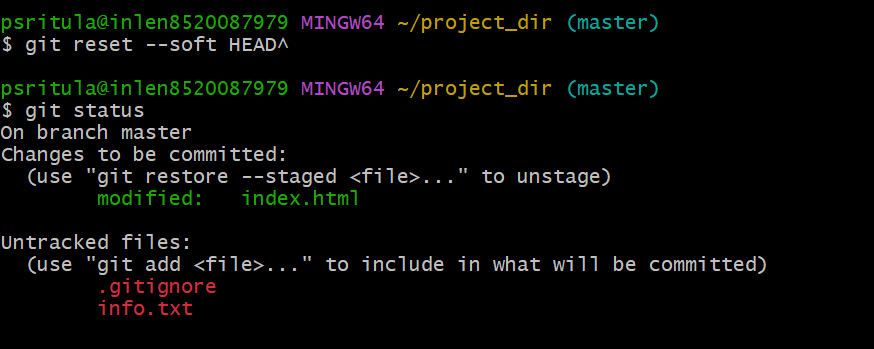 psritula@inlen8520087979 MINGW64 ~/project_dir (master)
$ git reset --soft HEAD^
psritula@inlen8520087979 MINGW64 ~/project_dir (master)
$ git status
On branch master
Changes to be committed:
  (use "git restore --staged <file>..." to unstage)
        modified:   index.html
Untracked files:
  (use "git add <file>..." to include in what will be committed)
        .gitignore
        info.txt